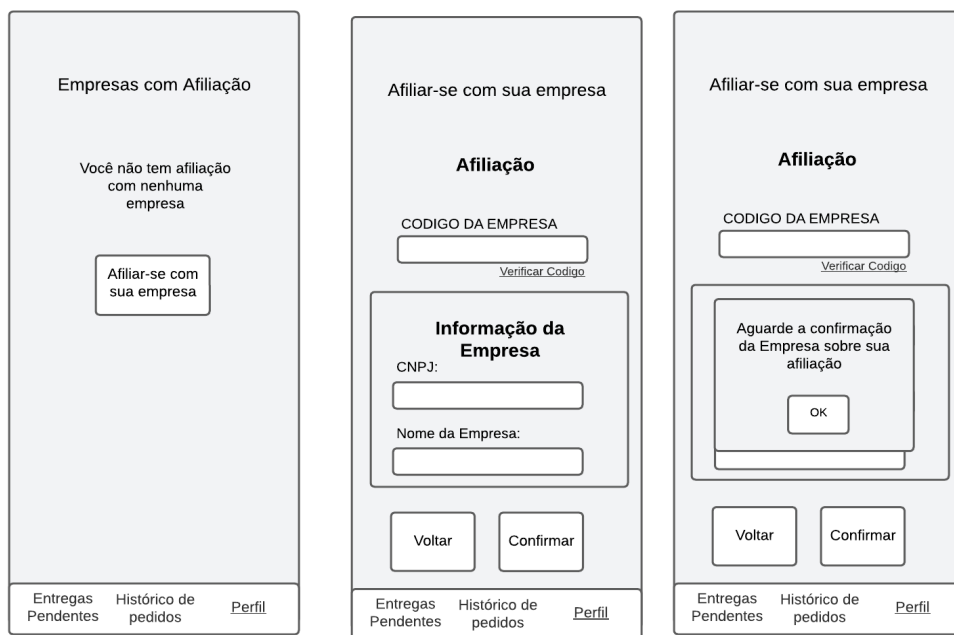 Empresas com Afiliação
Você não tem afiliação
com nenhuma
empresa
Afiliar-se com
sua empresa
Entregas
Pendentes
Histórico de
pedidos
Perfil
Afiliar-se com sua empresa
Afiliação
CODIGO DA EMPRESA
Verificar Codigo
Informação da
Empresa
CNPJ:
Nome da Empresa:
Voltar
Confirmar
Entregas
Pendentes
Histórico de
pedidos
Perfil
Afiliar-se com sua empresa
Afiliação
CODIGO DA EMPRESA
Verificar Codigo
Aguarde a confirmação
da Empresa sobre sua
afiliação
OK
Voltar
Confirmar
Entregas
Pendentes
Histórico de
pedidos
Perfil